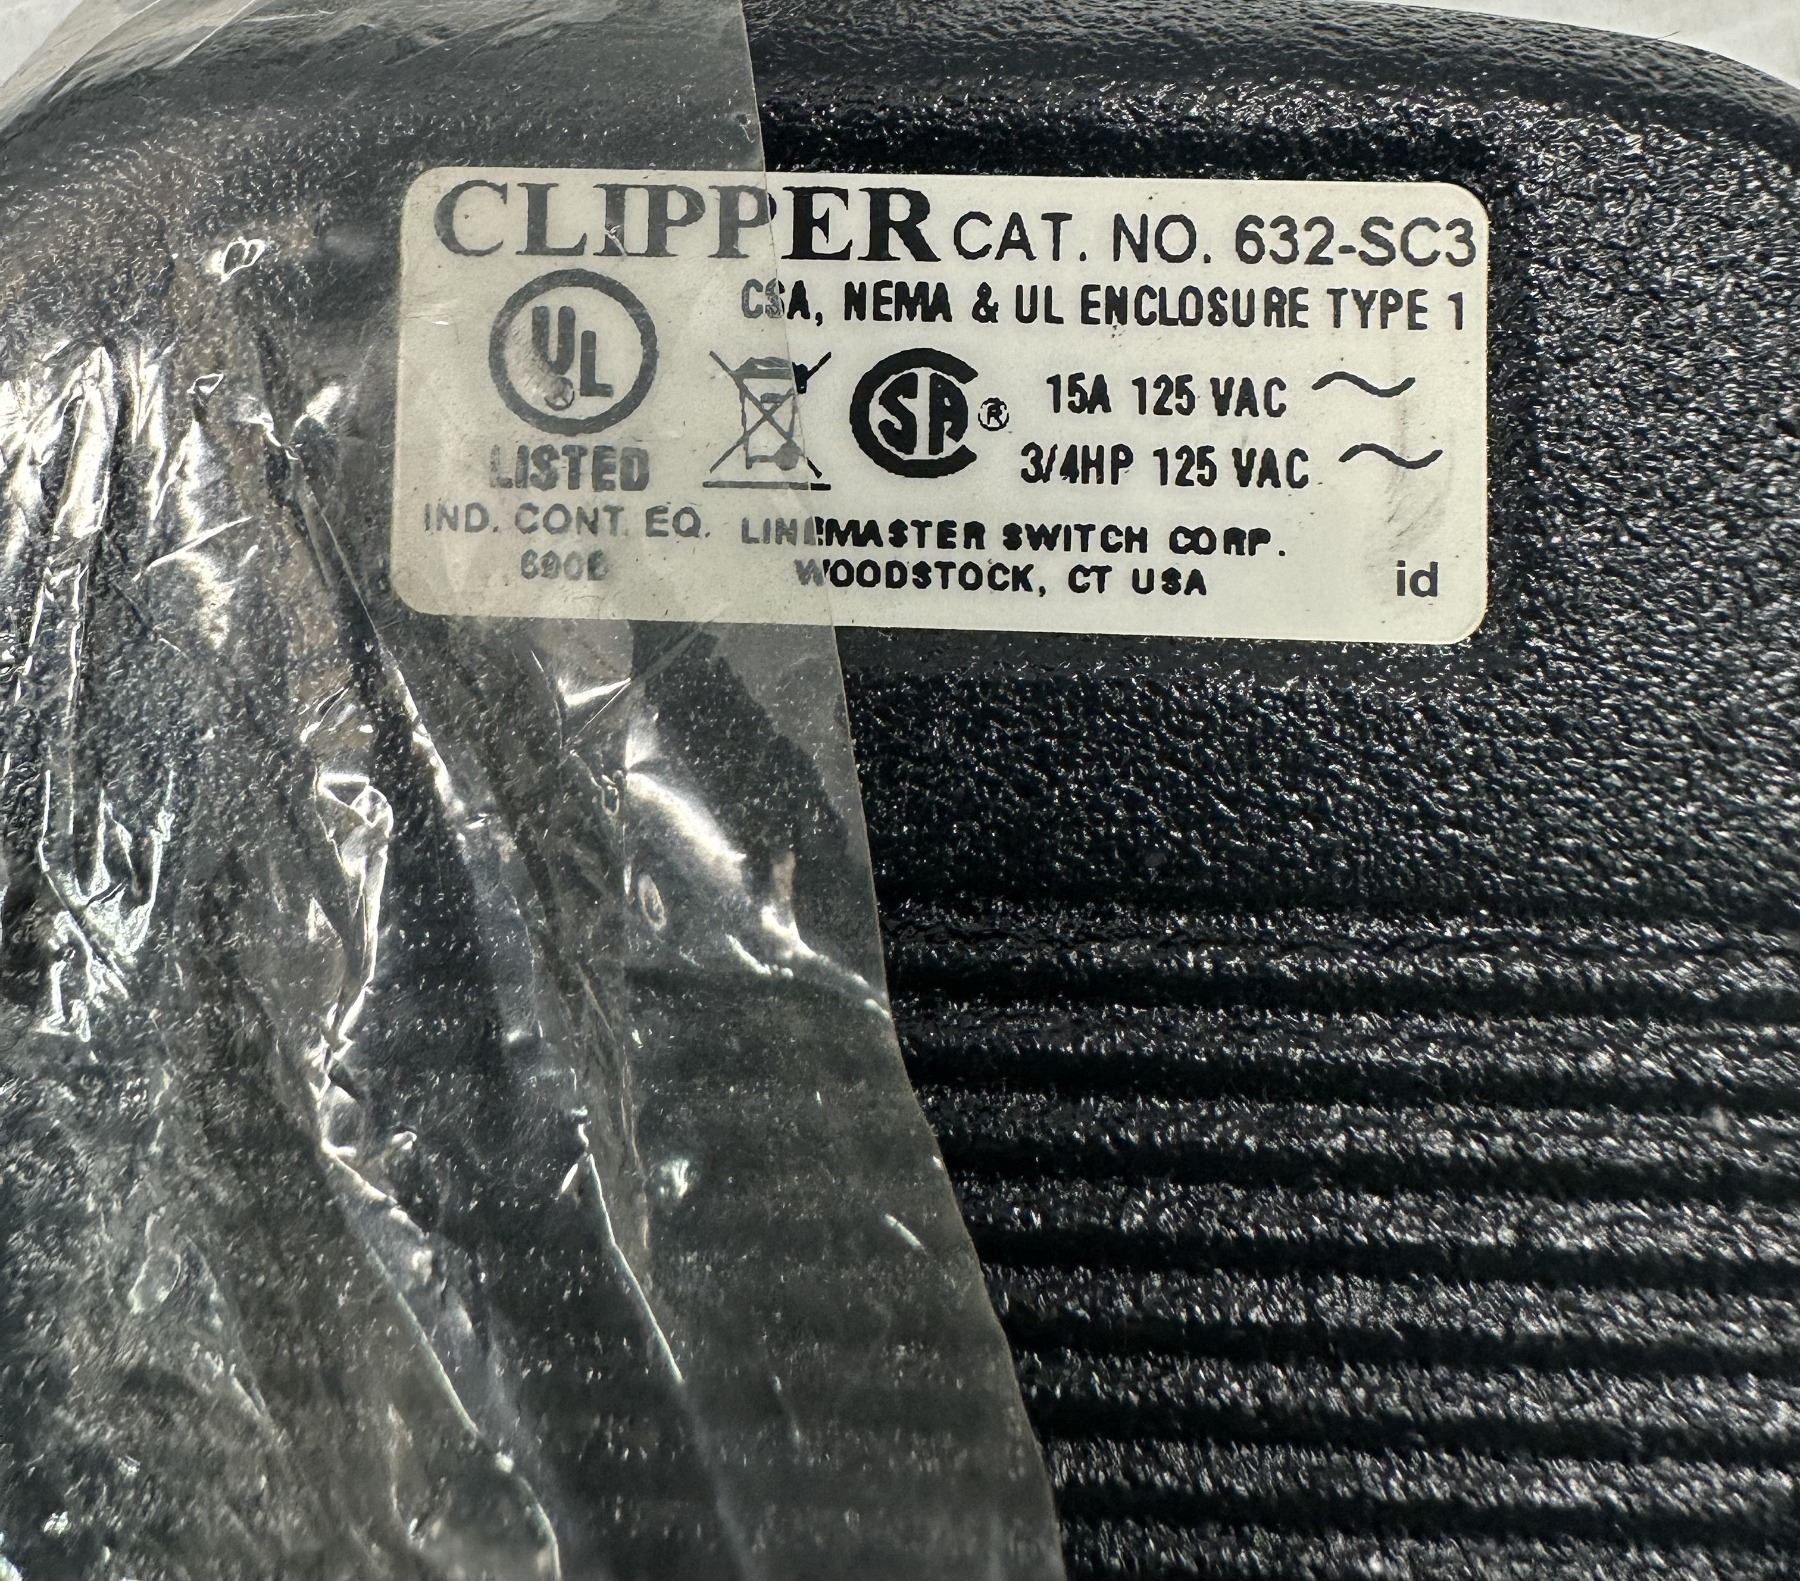 CLIPPER CAT. NO. 632-SC3
CSA, NEMA & UL ENCLOSURE TYPE 1
UL
LISTED
IND. CONT. EQ.
SA ® 15A 125 VAC ~
3/4HP 125 VAC ~
LINEMASTER SWITCH CORP.
WOODSTOCK, CT USA
id